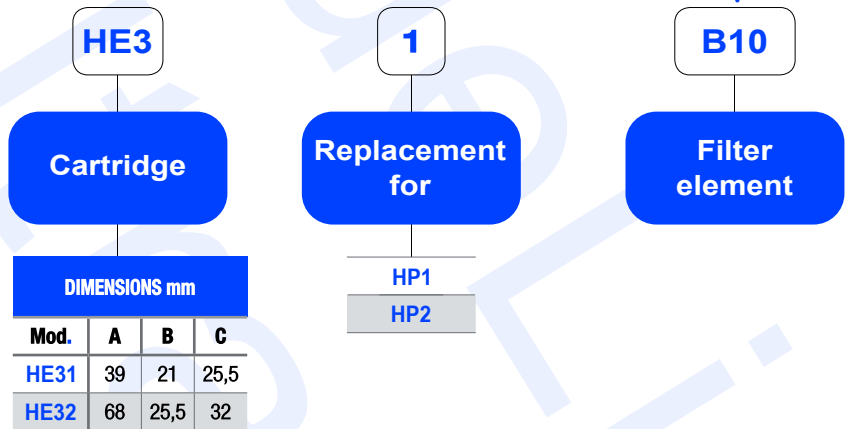 HE3 1 B10
Cartridge
Replacement
for
Filter
element
DIMENSIONS mm
Mod. A B C
HE31 39 21 25,5
HE32 68 25,5 32
HP1
HP2